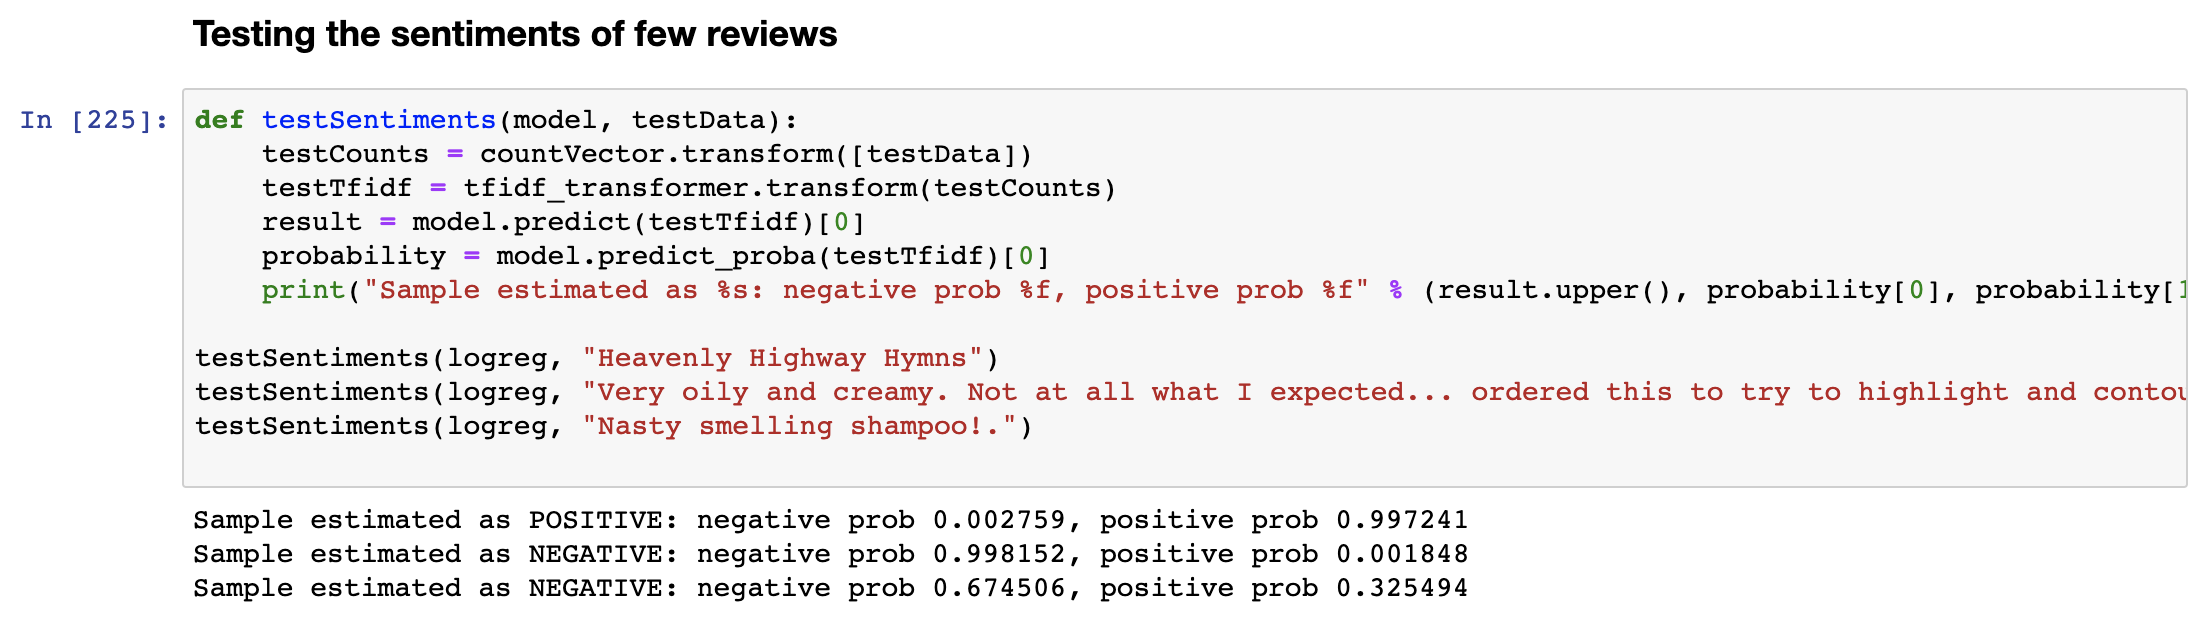 Testing the sentiments of few reviews
In [225]:
def testSentiments(model, testData):
    testCounts = countVector.transform([testData])
    testTfidf = tfidf_transformer.transform(testCounts)
    result = model.predict(testTfidf)[0]
    probability = model.predict_proba(testTfidf)[0]
    print("Sample estimated as %s: negative prob %f, positive prob %f" % (result.upper(), probability[0], probability[1
testSentiments(logreg, "Heavenly Highway Hymns")
testSentiments(logreg, "Very oily and creamy. Not at all what I expected... ordered this to try to highlight and contou
testSentiments(logreg, "Nasty smelling shampoo!.")
Sample estimated as POSITIVE: negative prob 0.002759, positive prob 0.997241
Sample estimated as NEGATIVE: negative prob 0.998152, positive prob 0.001848
Sample estimated as NEGATIVE: negative prob 0.674506, positive prob 0.325494